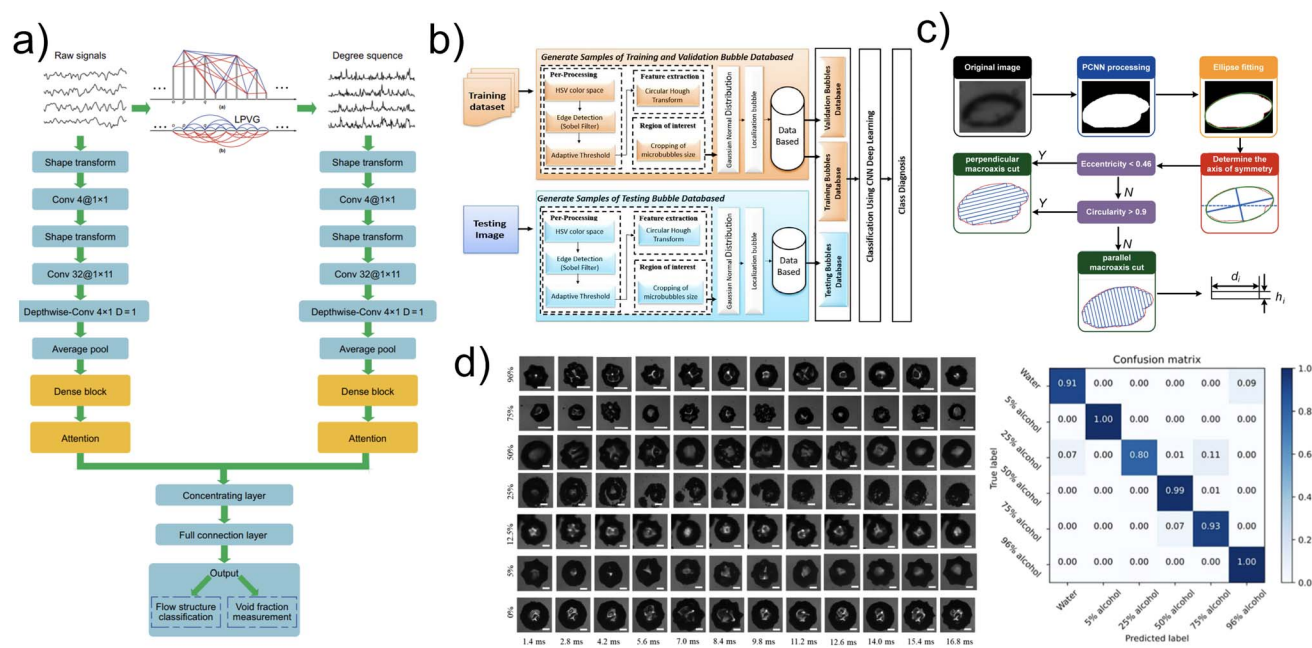 a)
Raw signals
Degree squence
(a)
LPVG
(b)
Shape transform
Conv 4@1×1
Shape transform
Conv 32@1×11
Depthwise-Conv 4×1 D = 1
Average pool
Dense block
Attention
Shape transform
Conv 4@1×1
Shape transform
Conv 32@1×11
Depthwise-Conv 4×1 D = 1
Average pool
Dense block
Attention
Concentrating layer
Full connection layer
Output
Flow structure
classification
Void fraction
measurement
b)
Training
dataset
Generate Samples of Training and Validation Bubble Databased
Per-Processing
HSV color space
Edge Detection
(Sobel Filter)
Adaptive Threshold
Feature extraction
Circular Hough
Transform
Region of interest
Cropping of
microbubbles size
Gaussian Normal Distribution
Localization bubble
Data
Based
Testing
Image
Generate Samples of Testing Bubble Databased
Per-Processing
HSV color space
Edge Detection
(Sobel Filter)
Adaptive Threshold
Feature extraction
Circular Hough
Transform
Region of interest
Cropping of
microbubbles size
Gaussian Normal Distribution
Localization bubble
Data
Based
Validation Bubbles
Database
Training Bubbles
Database
Testing Bubbles
Database
Classification Using CNN Deep Learning
Class Diagnosis
c)
Original image
PCNN processing
Ellipse fitting
perpendicular
macroaxis cut
Y
Eccentricity < 0.46
Determine the
axis of symmetry
N
Y
Circularity > 0.9
N
parallel
macroaxis cut
di
hi
d)
96%
75%
50%
25%
12.5%
5%
0%
1.4 ms 2.8 ms 4.2 ms 5.6 ms 7.0 ms 8.4 ms 9.8 ms 11.2 ms 12.6 ms 14.0 ms 15.4 ms 16.8 ms
Confusion matrix
True label
Water 0.91 0.00 0.00 0.00 0.00 0.09
5% alcohol 0.00 1.00 0.00 0.00 0.00 0.00
25% alcohol 0.07 0.00 0.80 0.01 0.11 0.00
50% alcohol 0.00 0.00 0.00 0.99 0.01 0.00
75% alcohol 0.00 0.00 0.00 0.07 0.93 0.00
96% alcohol 0.00 0.00 0.00 0.00 0.00 1.00
Water 5% alcohol 25% alcohol 50% alcohol 75% alcohol 96% alcohol
Predicted label
1.0
0.8
0.6
0.4
0.2
0.0